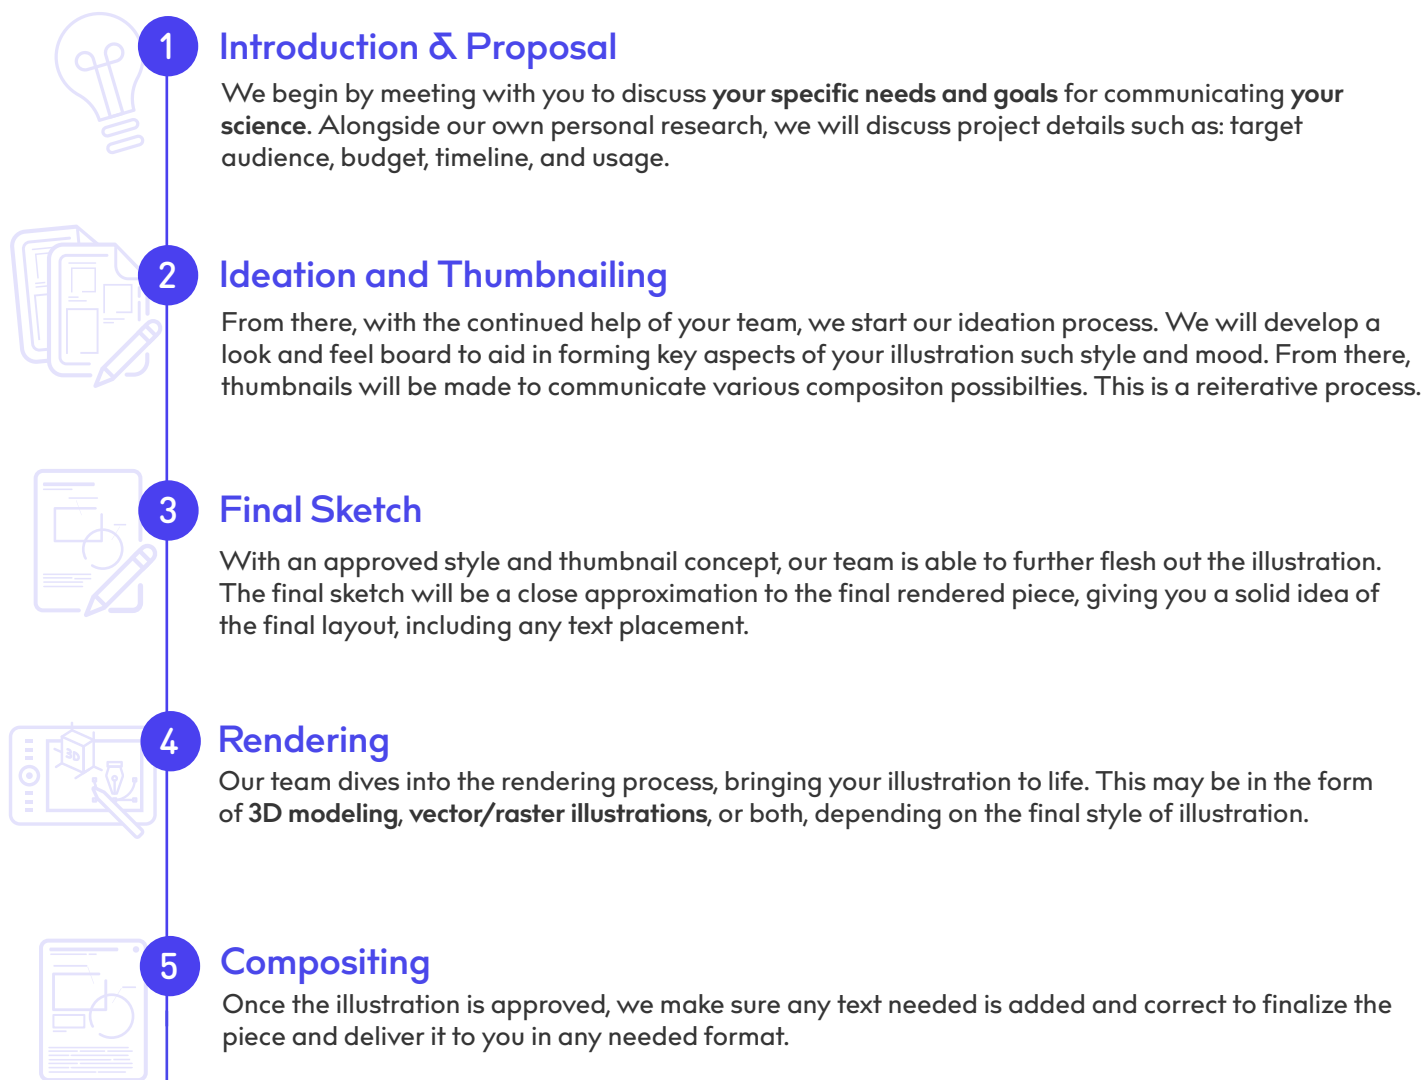 1
Introduction & Proposal
We begin by meeting with you to discuss your specific needs and goals for communicating your
science. Alongside our own personal research, we will discuss project details such as: target
audience, budget, timeline, and usage.
2
Ideation and Thumbnailing
From there, with the continued help of your team, we start our ideation process. We will develop a
look and feel board to aid in forming key aspects of your illustration such style and mood. From there,
thumbnails will be made to communicate various compositon possibilties. This is a reiterative process.
3
Final Sketch
With an approved style and thumbnail concept, our team is able to further flesh out the illustration.
The final sketch will be a close approximation to the final rendered piece, giving you a solid idea of
the final layout, including any text placement.
3D
4
Rendering
Our team dives into the rendering process, bringing your illustration to life. This may be in the form
of 3D modeling, vector/raster illustrations, or both, depending on the final style of illustration.
5
Compositing
Once the illustration is approved, we make sure any text needed is added and correct to finalize the
piece and deliver it to you in any needed format.